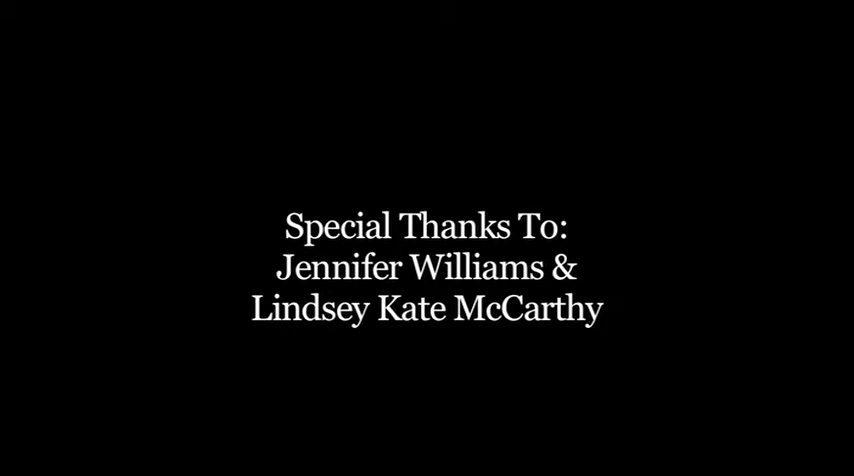 Special Thanks To:
Jennifer Williams &
Lindsey Kate McCarthy